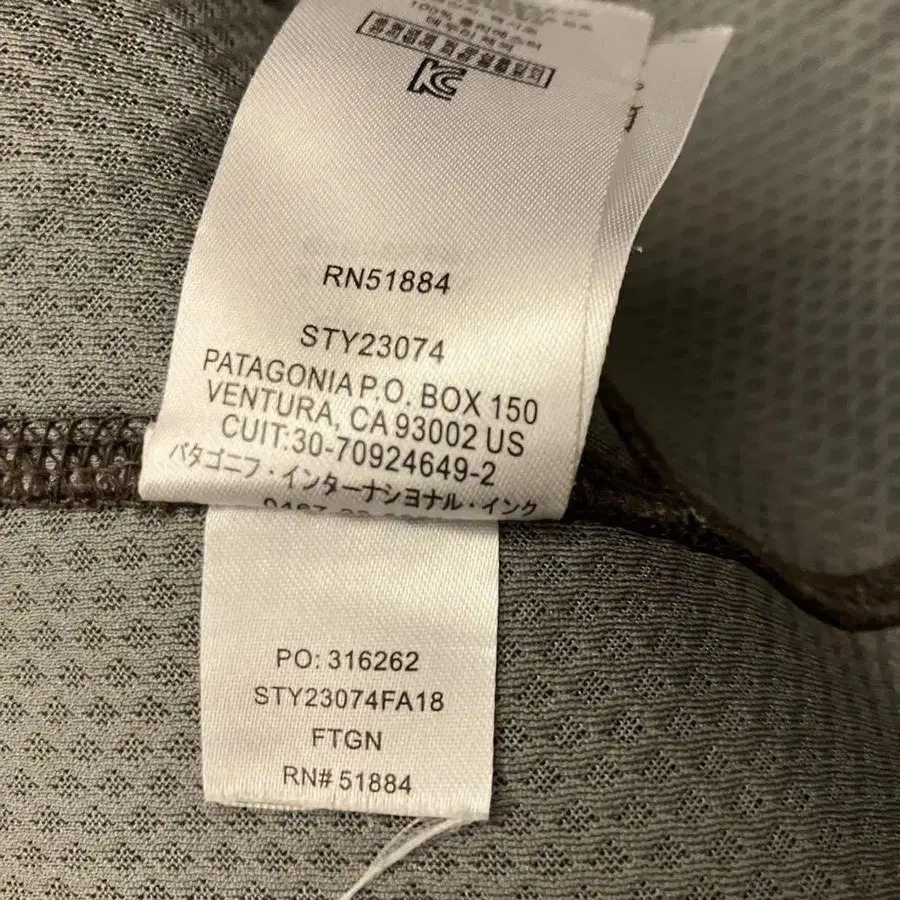 RN51884
STY23074
PATAGONIA P.O. BOX 150
VENTURA, CA 93002 US
CUIT:30-70924649-2
パタゴニフ・インターナショナル・インク
PO: 316262
STY23074FA18
FTGN
RN# 51884